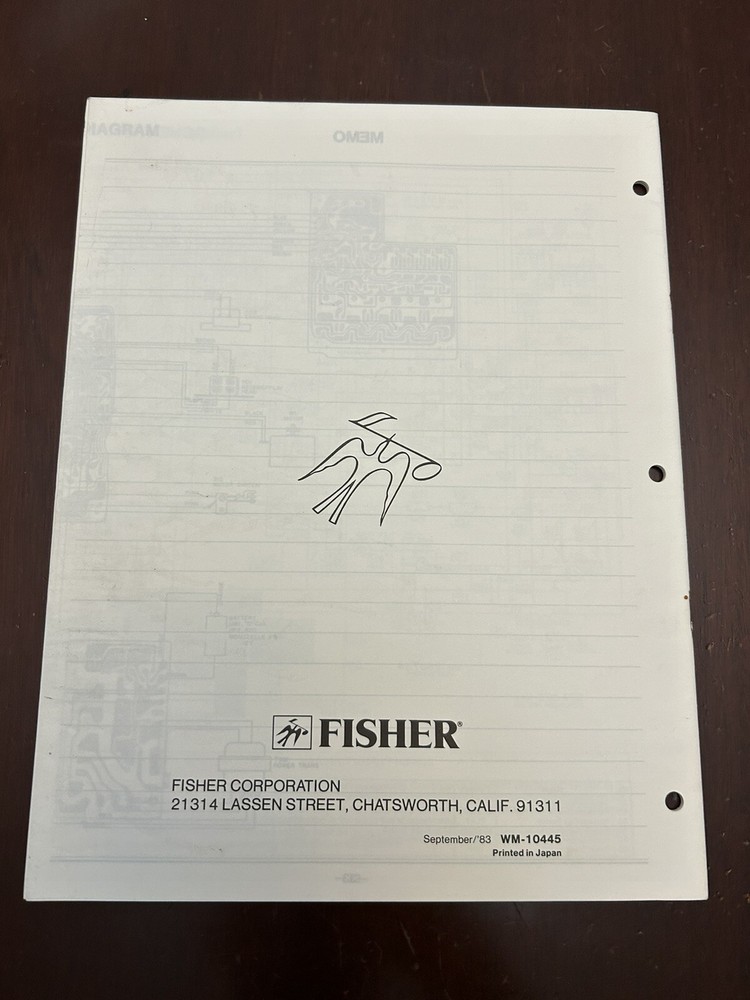 MEMO
FISHER®
FISHER CORPORATION
21314 LASSEN STREET, CHATSWORTH, CALIF. 91311
September/'83 WM-10445
Printed in Japan